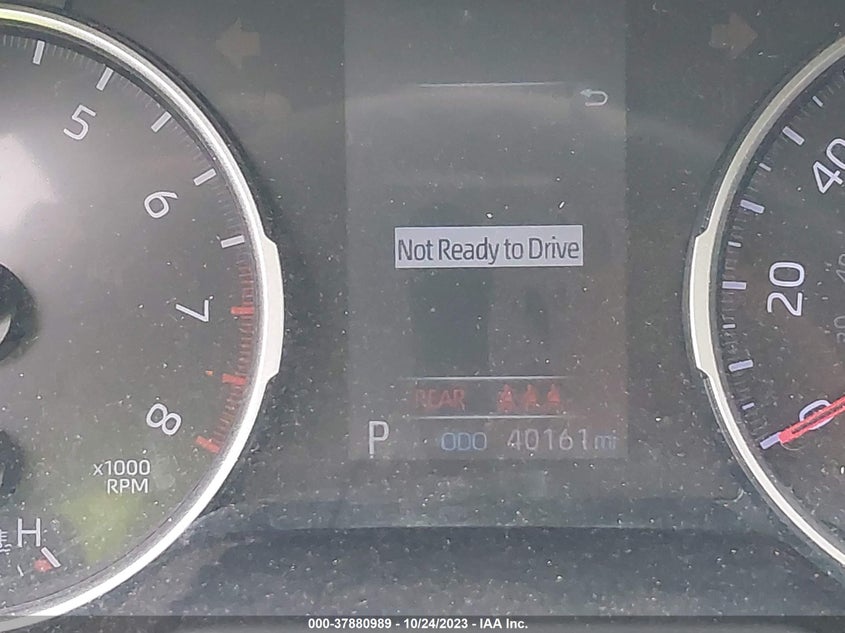 5
6
7
8
x1000
RPM
H
Not Ready to Drive
REAR
P ODO 40161 mi
40
20
0
000-37880989 - 10/24/2023 - IAA Inc.